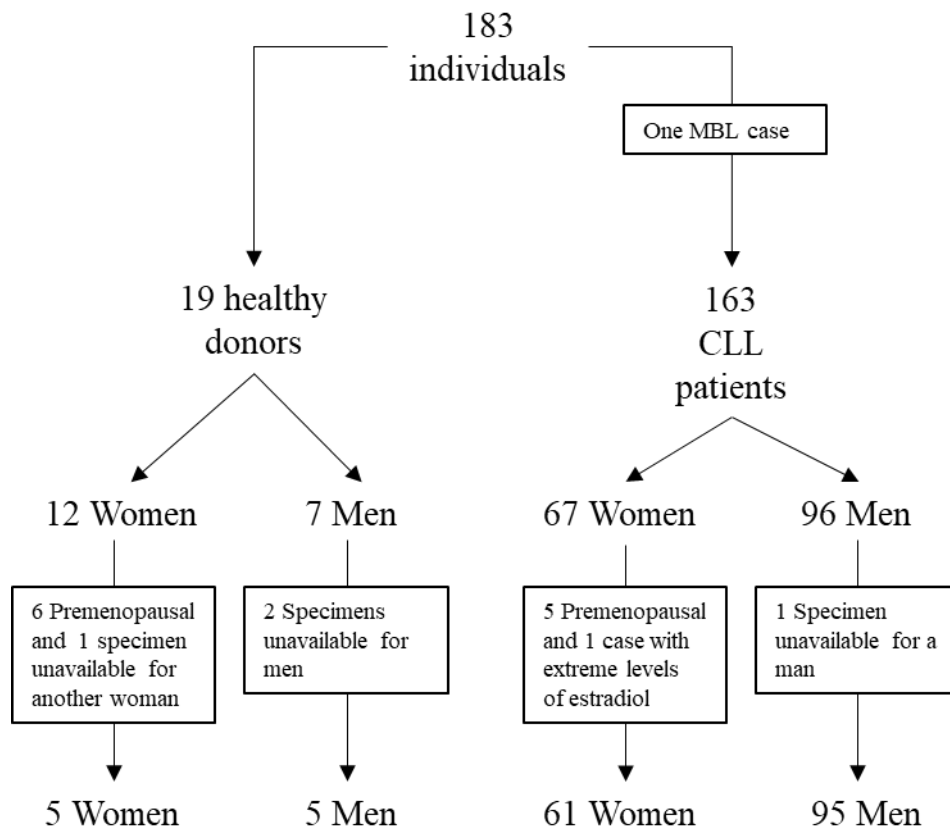 183
individuals
One MBL case
19 healthy
donors
163
CLL
patients
12 Women
7 Men
67 Women
96 Men
6 Premenopausal
and 1 specimen
unavailable for
another woman
2 Specimens
unavailable for
men
5 Premenopausal
and 1 case with
extreme levels
of estradiol
1 Specimen
unavailable for a
man
5 Women
5 Men
61 Women
95 Men